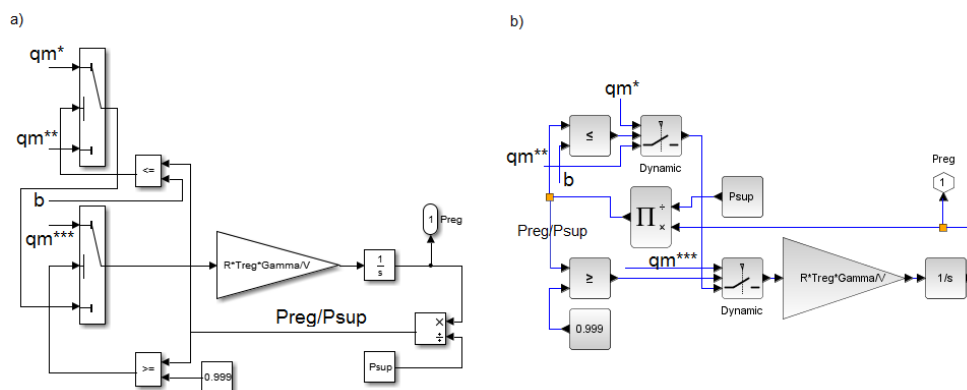 a)
qm*
qm**
<=
b
qm***
R*Treg*Gamma/V
1
s
1
Preg
Preg/Psup
×
÷
Psup
>=
0.999
b)
qm*
≤
qm**
Dynamic
b
Preg
1
Psup
∏
÷
×
Preg/Psup
qm***
≥
R*Treg*Gamma/V
1/s
Dynamic
0.999